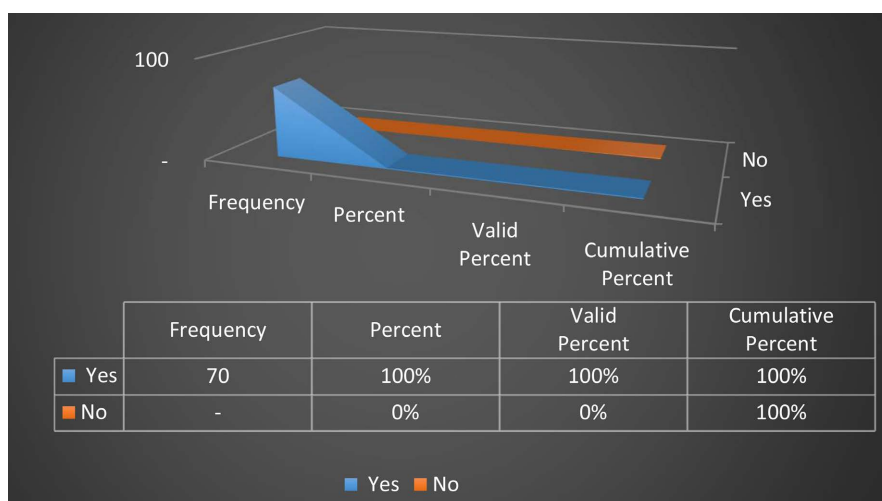 100
-
No
Yes
Frequency
Percent
Valid
Percent
Cumulative
Percent
Frequency Percent Valid Percent Cumulative Percent
Yes 70 100% 100% 100%
No - 0% 0% 100%
Yes No